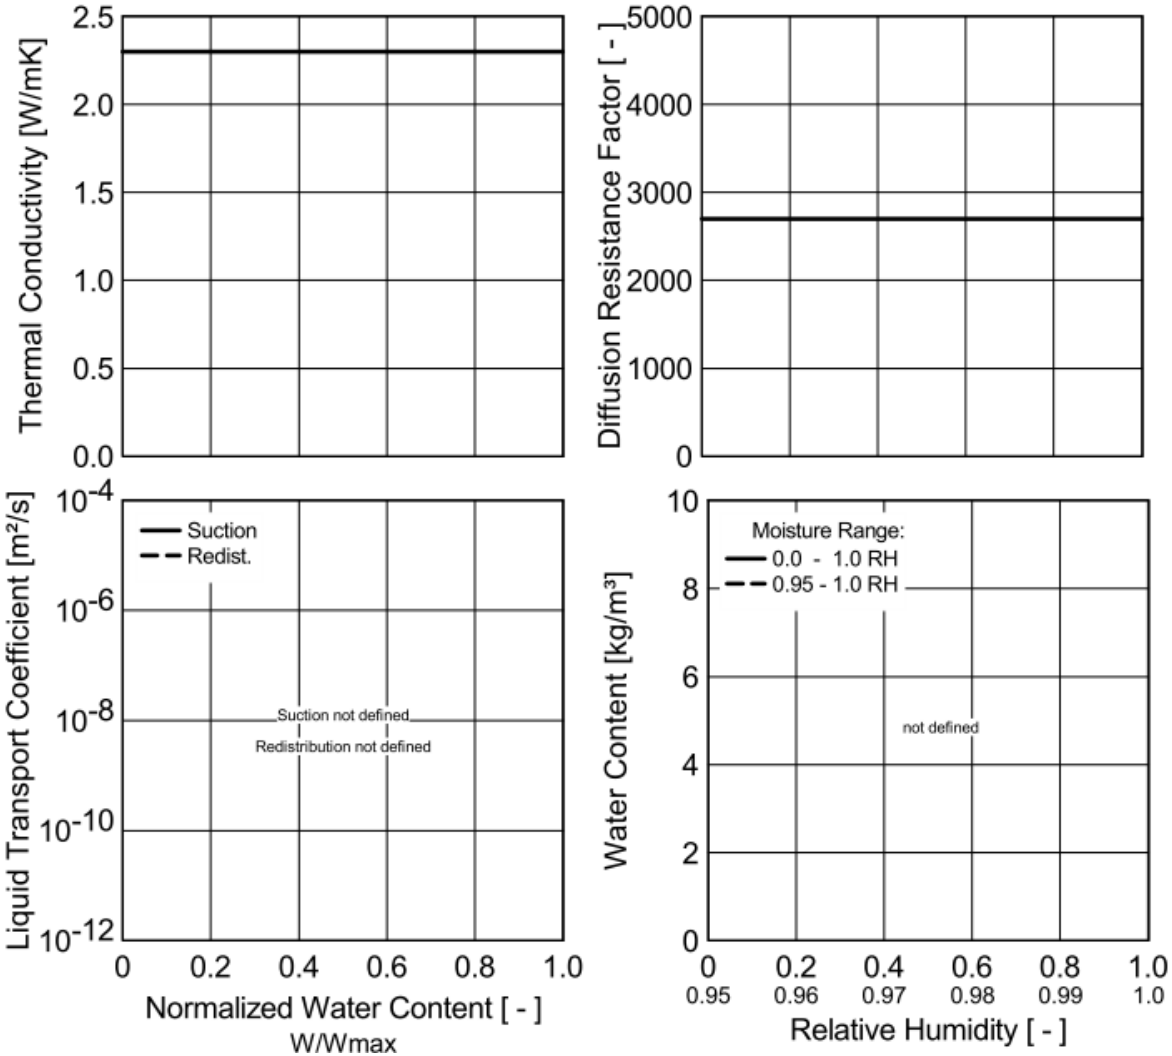 Thermal Conductivity [W/mK]
2.5
2.0
1.5
1.0
0.5
0.0
Diffusion Resistance Factor [ - ]
5000
4000
3000
2000
1000
0
Liquid Transport Coefficient [m²/s]
10-4
10-6
10-8
10-10
10-12
Suction
Redist.
Suction not defined
Redistribution not defined
0 0.2 0.4 0.6 0.8 1.0
Normalized Water Content [ - ]
W/Wmax
Water Content [kg/m³]
10
8
6
4
2
0
Moisture Range:
0.0 - 1.0 RH
0.95 - 1.0 RH
not defined
0 0.2 0.4 0.6 0.8 1.0
0.95 0.96 0.97 0.98 0.99 1.0
Relative Humidity [ - ]